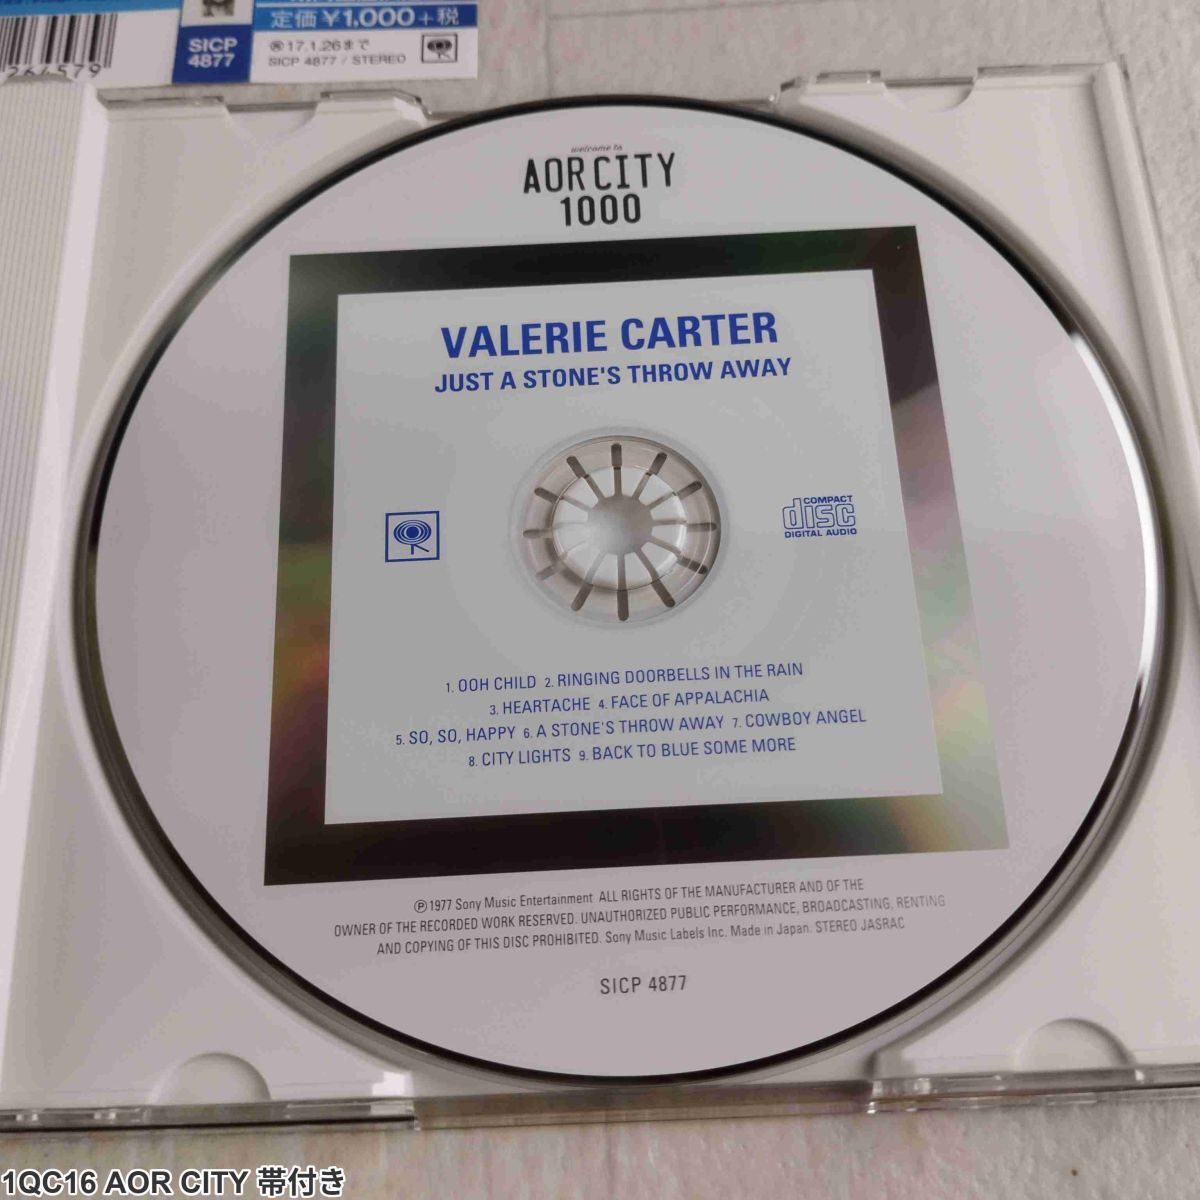 定価¥1,000+税
SICP
4877
Ⓡ17.1.26まで
SICP 4877 / STEREO
welcome to
AOR CITY
1000
VALERIE CARTER
JUST A STONE'S THROW AWAY
COMPACT
disc
DIGITAL AUDIO
1. OOH CHILD 2. RINGING DOORBELLS IN THE RAIN
3. HEARTACHE 4. FACE OF APPALACHIA
5. SO, SO, HAPPY 6. A STONE'S THROW AWAY 7. COWBOY ANGEL
8. CITY LIGHTS 9. BACK TO BLUE SOME MORE
Ⓟ1977 Sony Music Entertainment ALL RIGHTS OF THE MANUFACTURER AND OF THE
OWNER OF THE RECORDED WORK RESERVED. UNAUTHORIZED PUBLIC PERFORMANCE, BROADCASTING, RENTING
AND COPYING OF THIS DISC PROHIBITED. Sony Music Labels Inc. Made in Japan. STEREO JASRAC
SICP 4877
1QC16 AOR CITY 帯付き